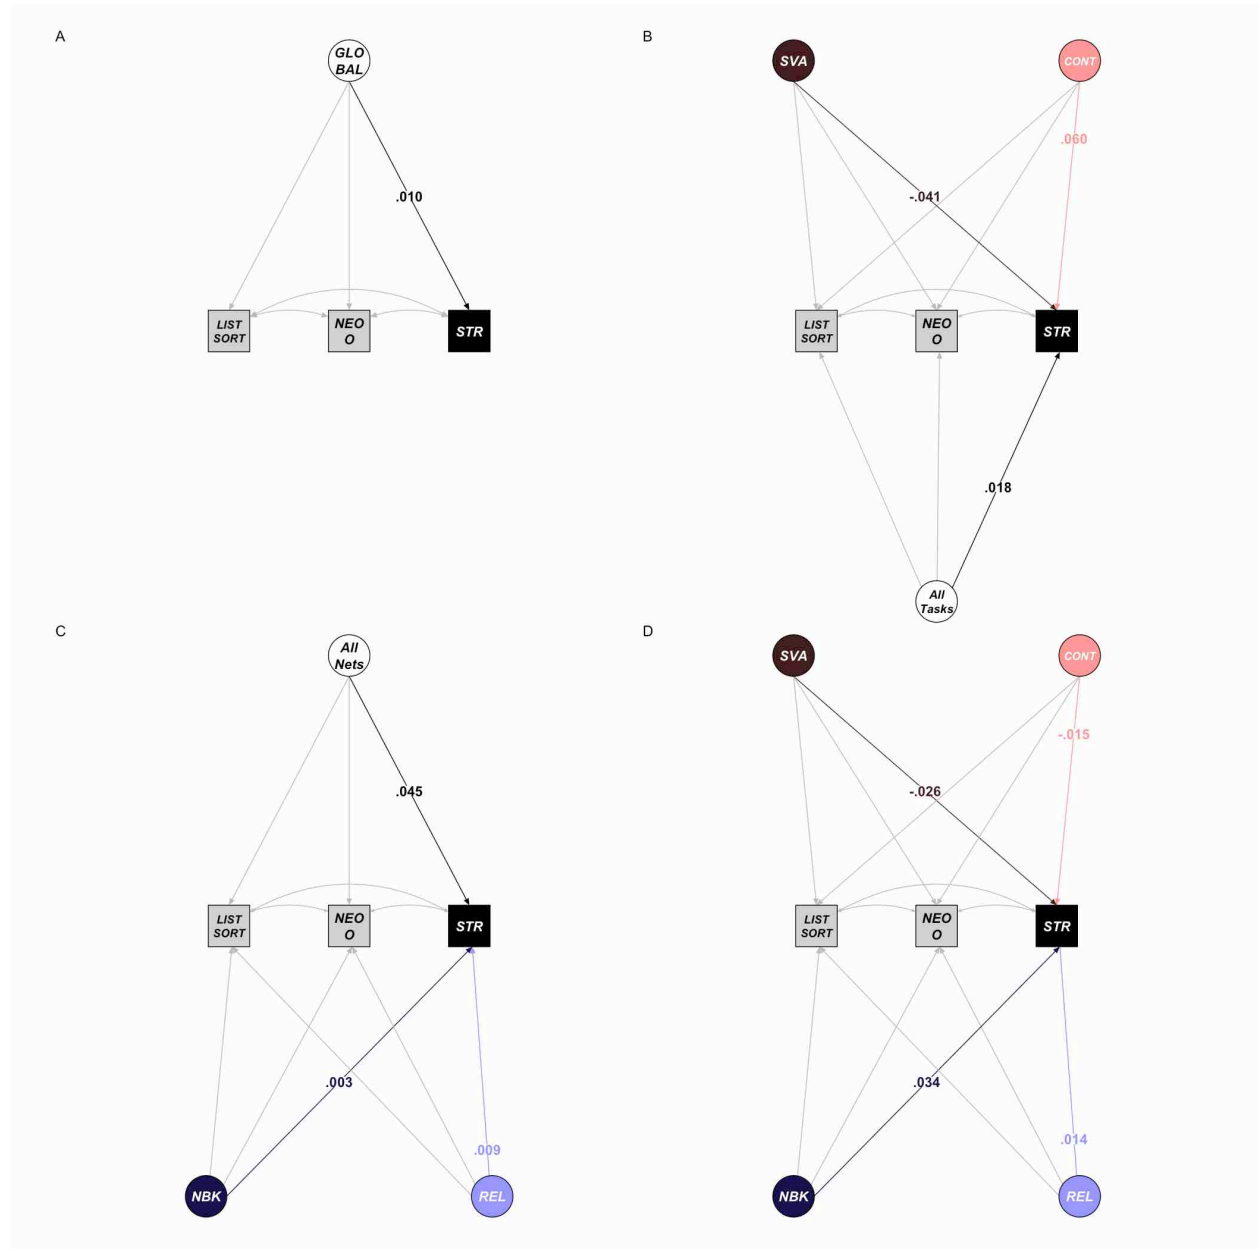 A
GLO
BAL
.010
LIST
SORT
NEO
O
STR
B
SVA
CONT
.060
-.041
LIST
SORT
NEO
O
STR
.018
All
Tasks
C
All
Nets
.045
LIST
SORT
NEO
O
STR
.003
.009
NBK
REL
D
SVA
CONT
-.015
-.026
LIST
SORT
NEO
O
STR
.034
.014
NBK
REL